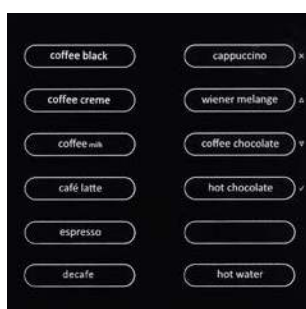 coffee black
coffee creme
coffee milk
café latte
espresso
decafe
cappuccino
wiener melange
coffee chocolate
hot chocolate
hot water